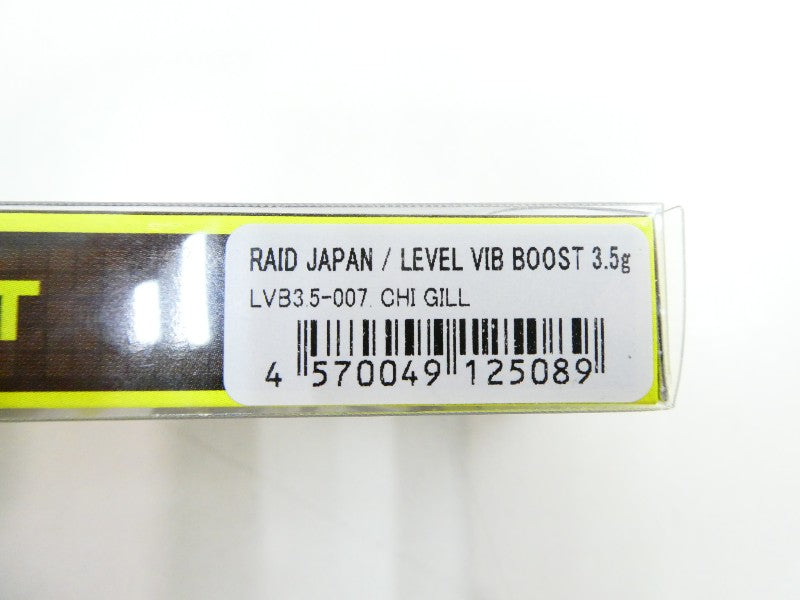 RAID JAPAN / LEVEL VIB BOOST 3.5g
LVB3.5-007. CHI GILL
4 570049 125089
T